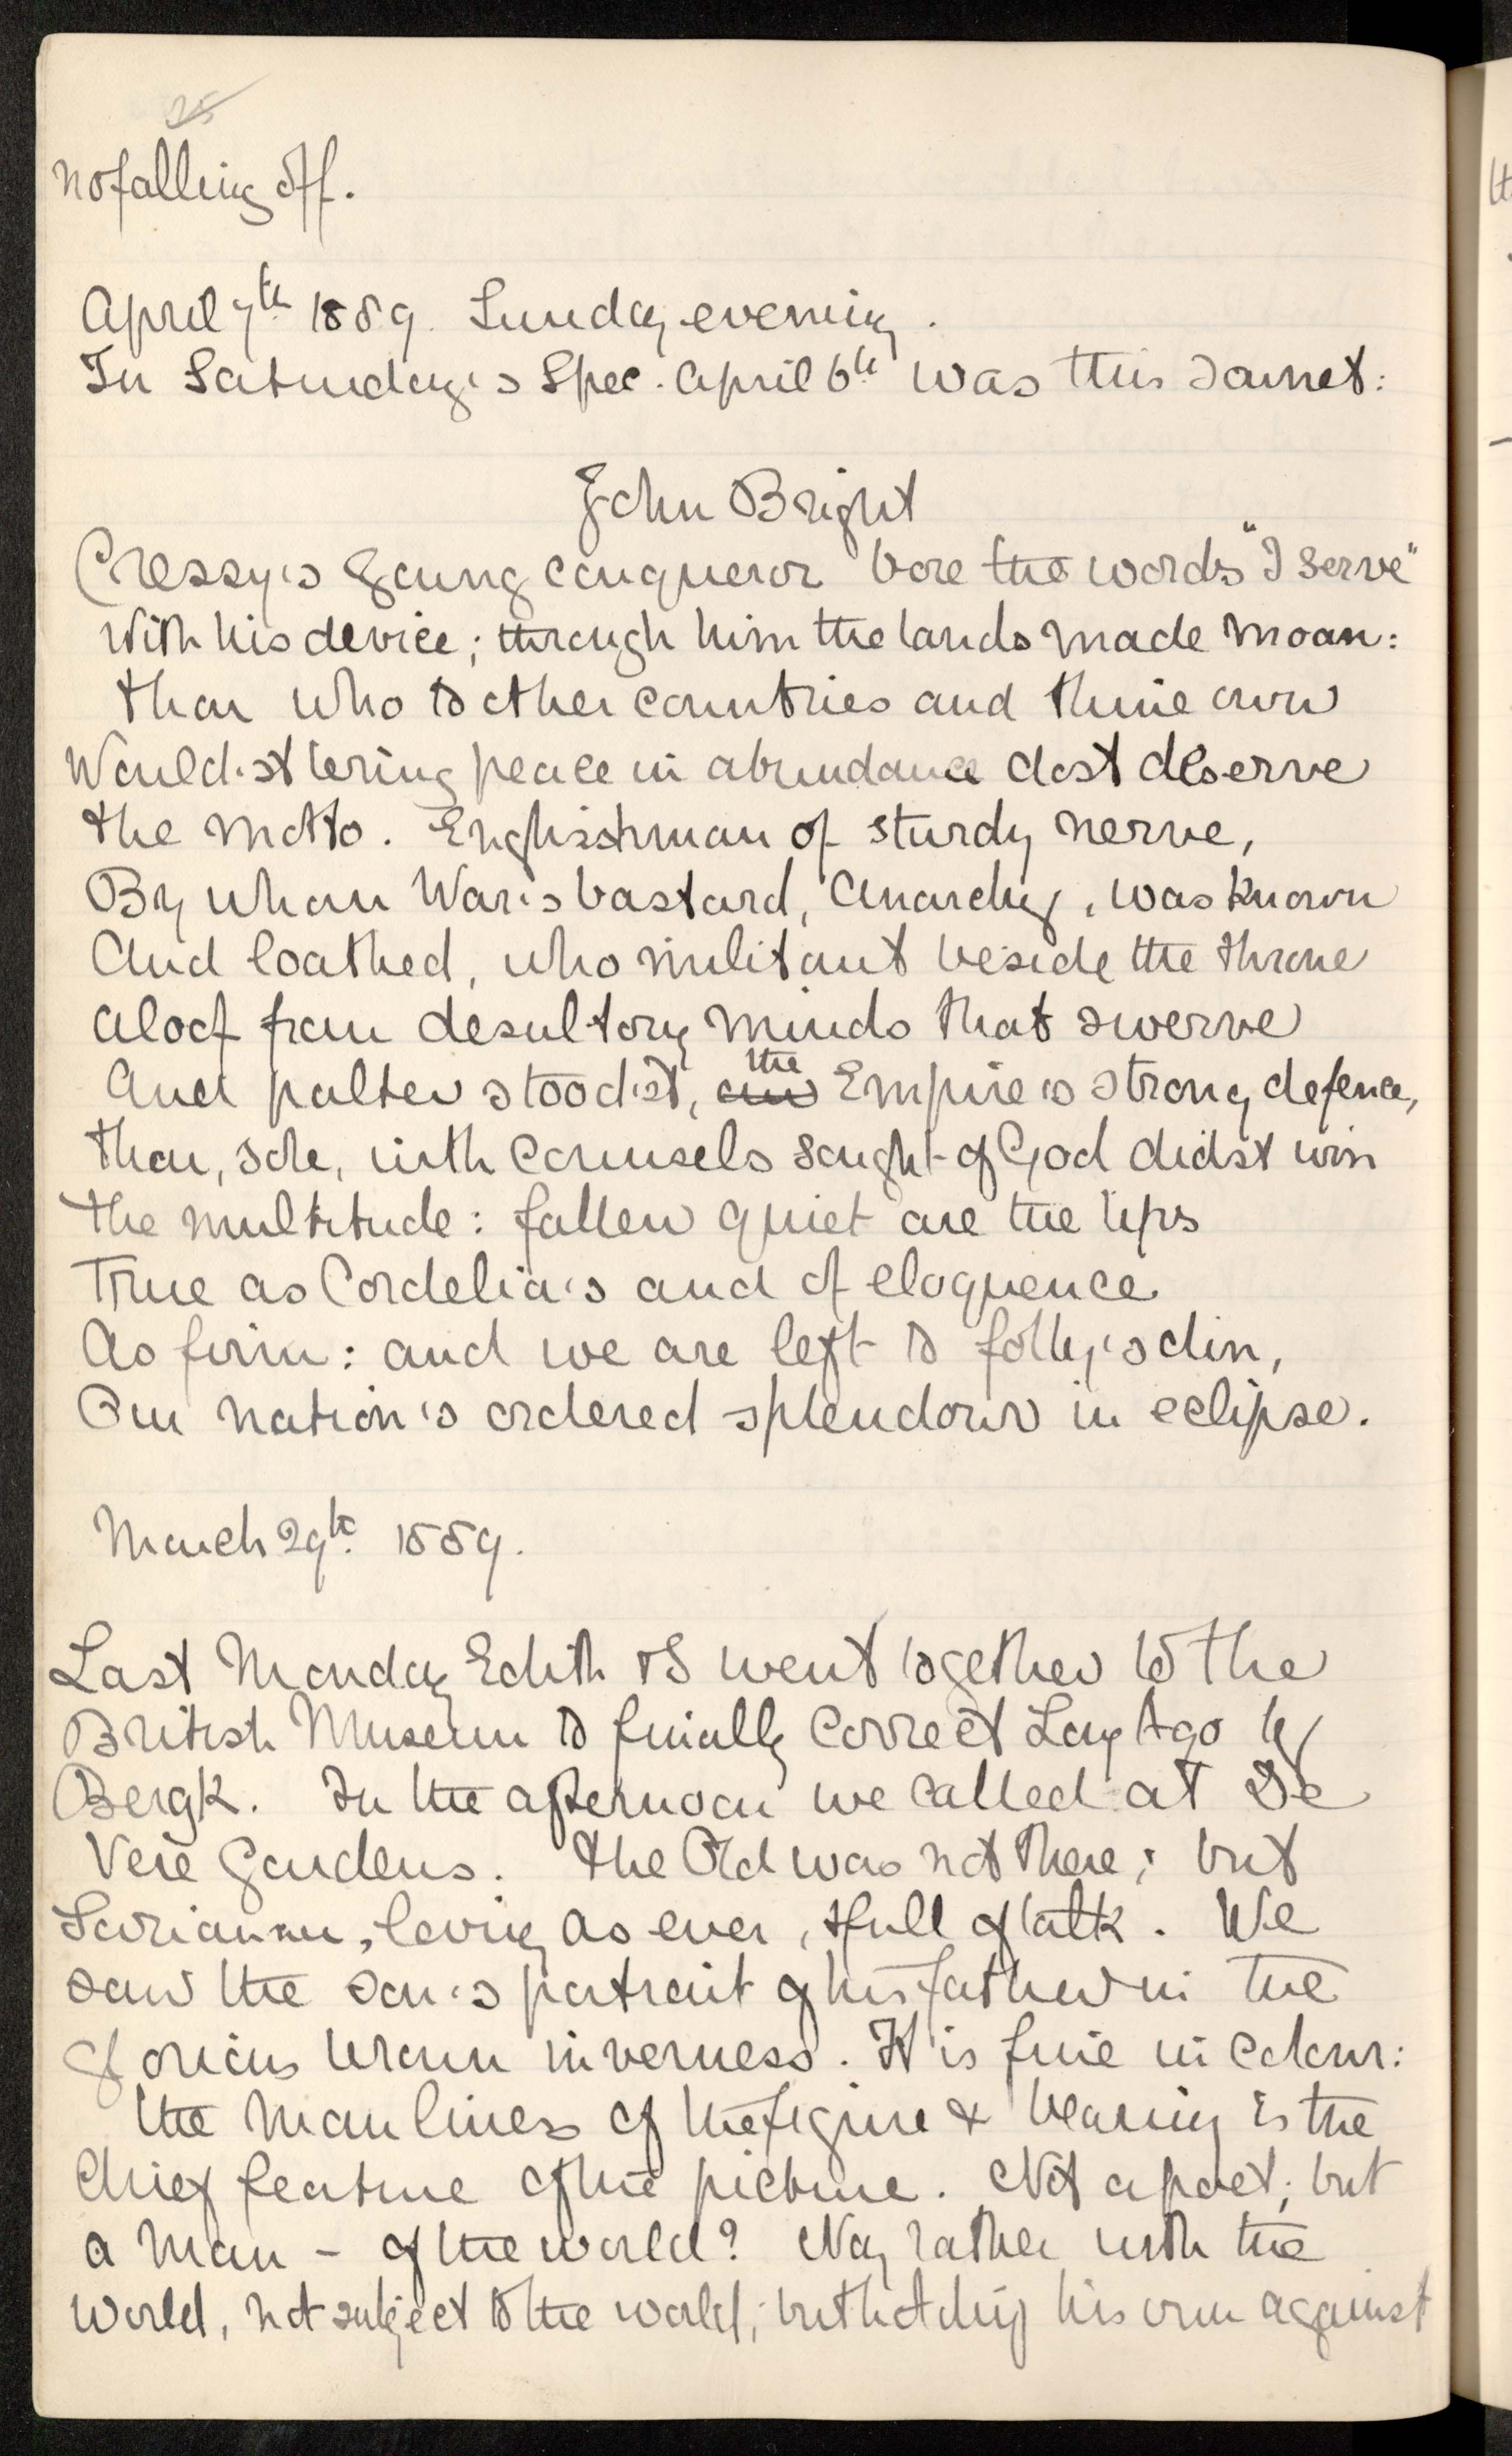 25
no falling off.
April 7th 1889. Sunday evening.
In Saturday's Spec. April 6th was this sonnet:
John Bright
Cressy's young conqueror bore the words "I serve"
With his device; through him the lands made moan:
Thou who to other countries and thine own
Would'st bring peace in abundance dost deserve
The motto. Englishman of sturdy nerve,
By whom War's bastard, Anarchy, was known
And loathed, who militant beside the throne
Aloof from desultory minds that swerve
And palter stood'st, the Empire's strong defence,
Thou, sole, with counsels sought of God didst win
The multitude: fallen quiet are the lips
True as Cordelia's and of eloquence
As firm: and we are left to folly's din,
Our nation's ordered splendour in eclipse.
March 29th 1889.
Last Monday Edith & I went together to the
British Museum to finally correct Long Ago by
Bergk. In the afternoon we called at De
Vere Gardens. The Old was not there; but
Sarianna, loving as ever, & full of talk. We
saw the son's portrait of his father in the
glorious brown inverness. It is fine in colour:
the manliness of the figure & bearing is the
chief feature of the picture. Not a poet; but
a man – of the world? Nay rather with the
world, not subject to the world; but holding his own against